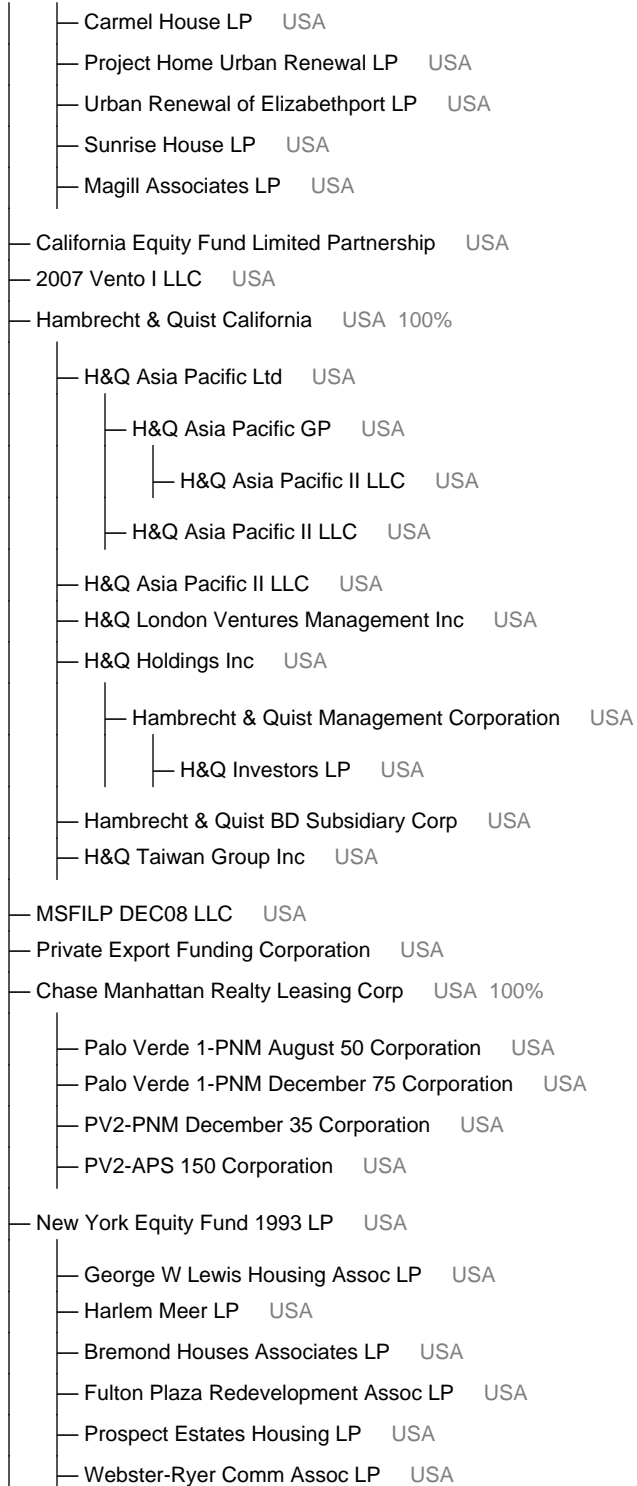 Carmel House LP USA
Project Home Urban Renewal LP USA
Urban Renewal of Elizabethport LP USA
Sunrise House LP USA
Magill Associates LP USA
California Equity Fund Limited Partnership USA
2007 Vento I LLC USA
Hambrecht & Quist California USA 100%
H&Q Asia Pacific Ltd USA
H&Q Asia Pacific GP USA
H&Q Asia Pacific II LLC USA
H&Q Asia Pacific II LLC USA
H&Q Asia Pacific II LLC USA
H&Q London Ventures Management Inc USA
H&Q Holdings Inc USA
Hambrecht & Quist Management Corporation USA
H&Q Investors LP USA
Hambrecht & Quist BD Subsidiary Corp USA
H&Q Taiwan Group Inc USA
MSFILP DEC08 LLC USA
Private Export Funding Corporation USA
Chase Manhattan Realty Leasing Corp USA 100%
Palo Verde 1-PNM August 50 Corporation USA
Palo Verde 1-PNM December 75 Corporation USA
PV2-PNM December 35 Corporation USA
PV2-APS 150 Corporation USA
New York Equity Fund 1993 LP USA
George W Lewis Housing Assoc LP USA
Harlem Meer LP USA
Bremond Houses Associates LP USA
Fulton Plaza Redevelopment Assoc LP USA
Prospect Estates Housing LP USA
Webster-Ryer Comm Assoc LP USA